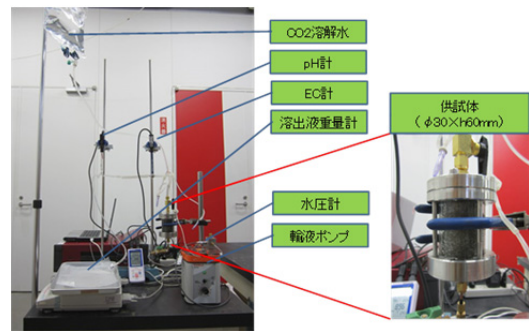 CO2溶解水
pH計
EC計
溶出液重量計
供試体
(φ30×h60mm)
水圧計
輸液ポンプ